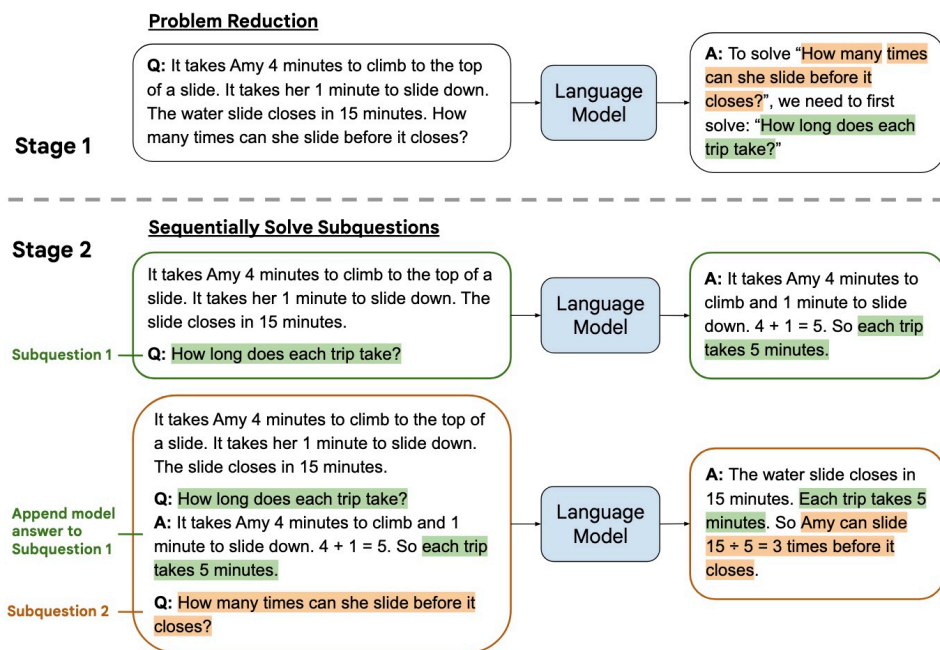 Problem Reduction
Stage 1
Q: It takes Amy 4 minutes to climb to the top
of a slide. It takes her 1 minute to slide down.
The water slide closes in 15 minutes. How
many times can she slide before it closes?
Language
Model
A: To solve “How many times
can she slide before it
closes?”, we need to first
solve: “How long does each
trip take?”
Sequentially Solve Subquestions
Stage 2
It takes Amy 4 minutes to climb to the top of a
slide. It takes her 1 minute to slide down. The
slide closes in 15 minutes.
Subquestion 1
Q: How long does each trip take?
Language
Model
A: It takes Amy 4 minutes to
climb and 1 minute to slide
down. 4 + 1 = 5. So each trip
takes 5 minutes.
It takes Amy 4 minutes to climb to the top of
a slide. It takes her 1 minute to slide down.
The slide closes in 15 minutes.
Append model
answer to
Subquestion 1
Q: How long does each trip take?
A: It takes Amy 4 minutes to climb and 1
minute to slide down. 4 + 1 = 5. So each trip
takes 5 minutes.
Subquestion 2
Q: How many times can she slide before it
closes?
Language
Model
A: The water slide closes in
15 minutes. Each trip takes 5
minutes. So Amy can slide
15 ÷ 5 = 3 times before it
closes.